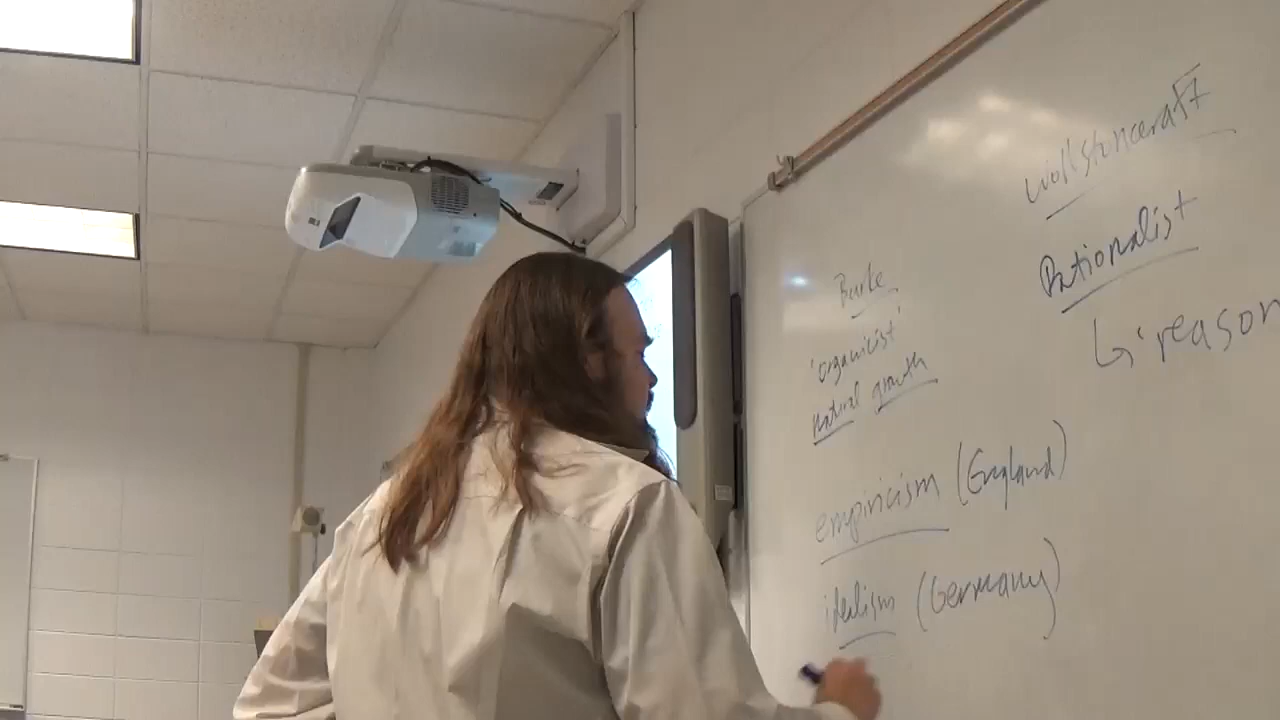 Burke
'organicist'
natural growth
empiricism (England)
idealism (Germany)
Wollstonecraft
Rationalist
↳ 'reason